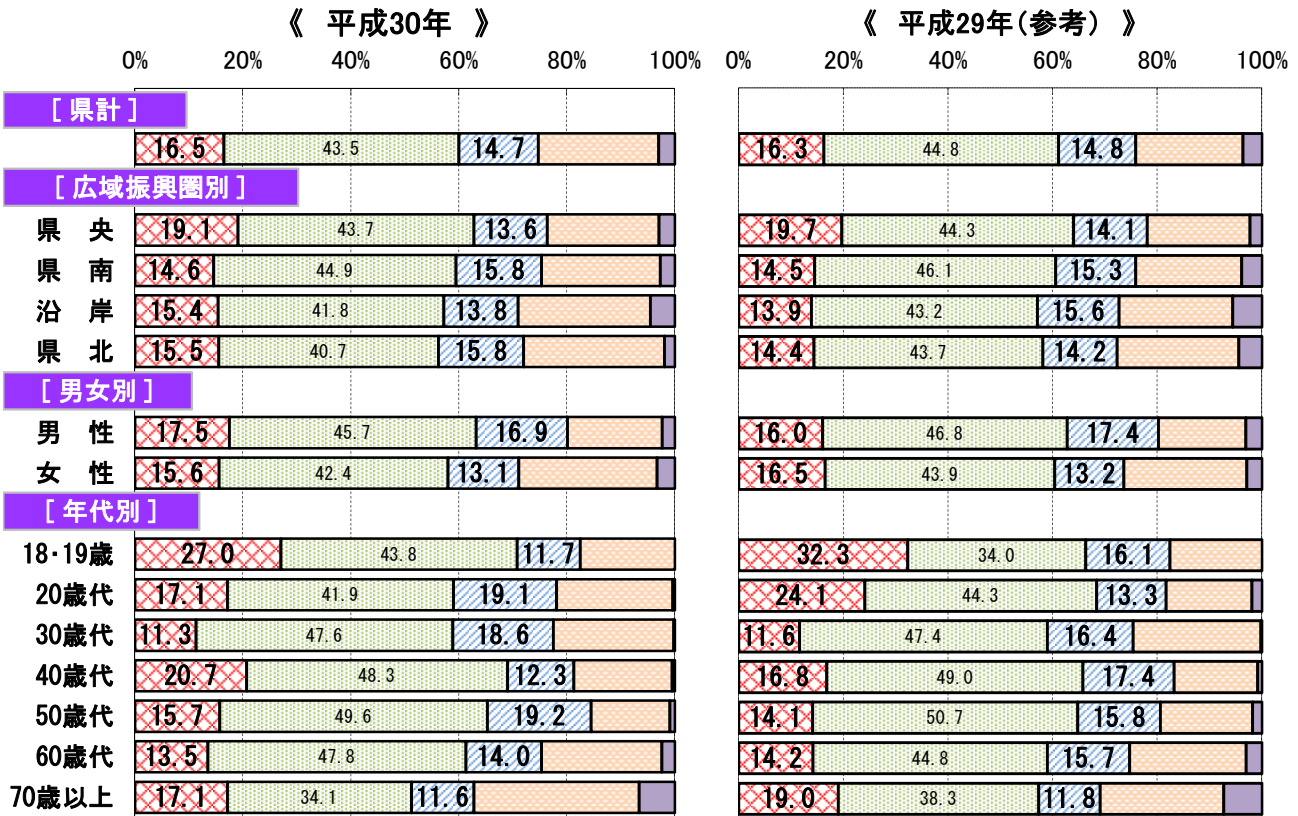 《 平成30年 》 《 平成29年(参考) 》
0% 20% 40% 60% 80% 100% 0% 20% 40% 60% 80% 100%
[ 県計 ]
16.5 43.5 14.7 16.3 44.8 14.8
[ 広域振興圏別 ]
県 央 19.1 43.7 13.6 19.7 44.3 14.1
県 南 14.6 44.9 15.8 14.5 46.1 15.3
沿 岸 15.4 41.8 13.8 13.9 43.2 15.6
県 北 15.5 40.7 15.8 14.4 43.7 14.2
[ 男女別 ]
男 性 17.5 45.7 16.9 16.0 46.8 17.4
女 性 15.6 42.4 13.1 16.5 43.9 13.2
[ 年代別 ]
18・19歳 27.0 43.8 11.7 32.3 34.0 16.1
20歳代 17.1 41.9 19.1 24.1 44.3 13.3
30歳代 11.3 47.6 18.6 11.6 47.4 16.4
40歳代 20.7 48.3 12.3 16.8 49.0 17.4
50歳代 15.7 49.6 19.2 14.1 50.7 15.8
60歳代 13.5 47.8 14.0 14.2 44.8 15.7
70歳以上 17.1 34.1 11.6 19.0 38.3 11.8